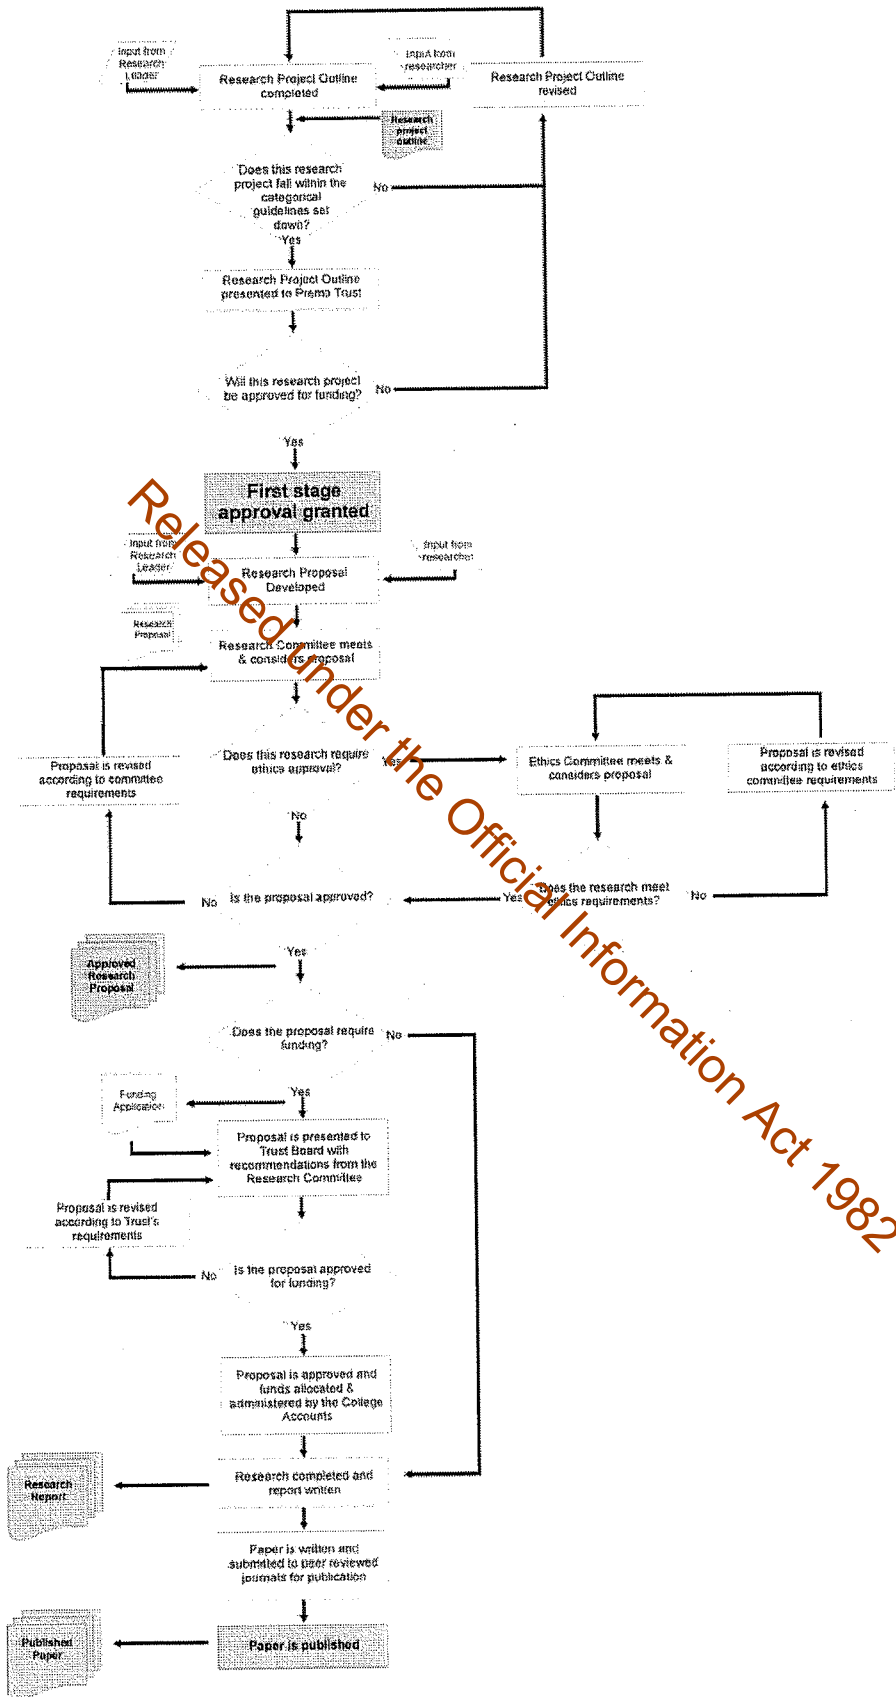 Input from
Research
Leader
Input from
researcher
Research Project Outline
completed
Research Project Outline
revised
Research
project
outline
Does this research
project fall within the
categorical
guidelines set
down?
No
Yes
Research Project Outline
presented to Prema Trust
Will this research project
be approved for funding?
No
Yes
First stage
approval granted
Input from
Research
Leader
Input from
researcher
Research Proposal
Developed
Research
Proposal
Research Committee meets
& considers proposal
Proposal is revised
according to committee
requirements
Does this research require
ethics approval?
Yes
Ethics Committee meets &
considers proposal
Proposal is revised
according to ethics
committee requirements
No
No
Is the proposal approved?
Yes
Does the research meet
ethics requirements?
No
Yes
Approved
Research
Proposal
Does the proposal require
funding?
No
Yes
Funding
Application
Proposal is presented to
Trust Board with
recommendations from the
Research Committee
Proposal is revised
according to Trust's
requirements
No
Is the proposal approved
for funding?
Yes
Proposal is approved and
funds allocated &
administered by the College
Accounts
Research
Report
Research completed and
report written
Paper is written and
submitted to peer reviewed
journals for publication
Published
Paper
Paper is published
Released under the Official Information Act 1982